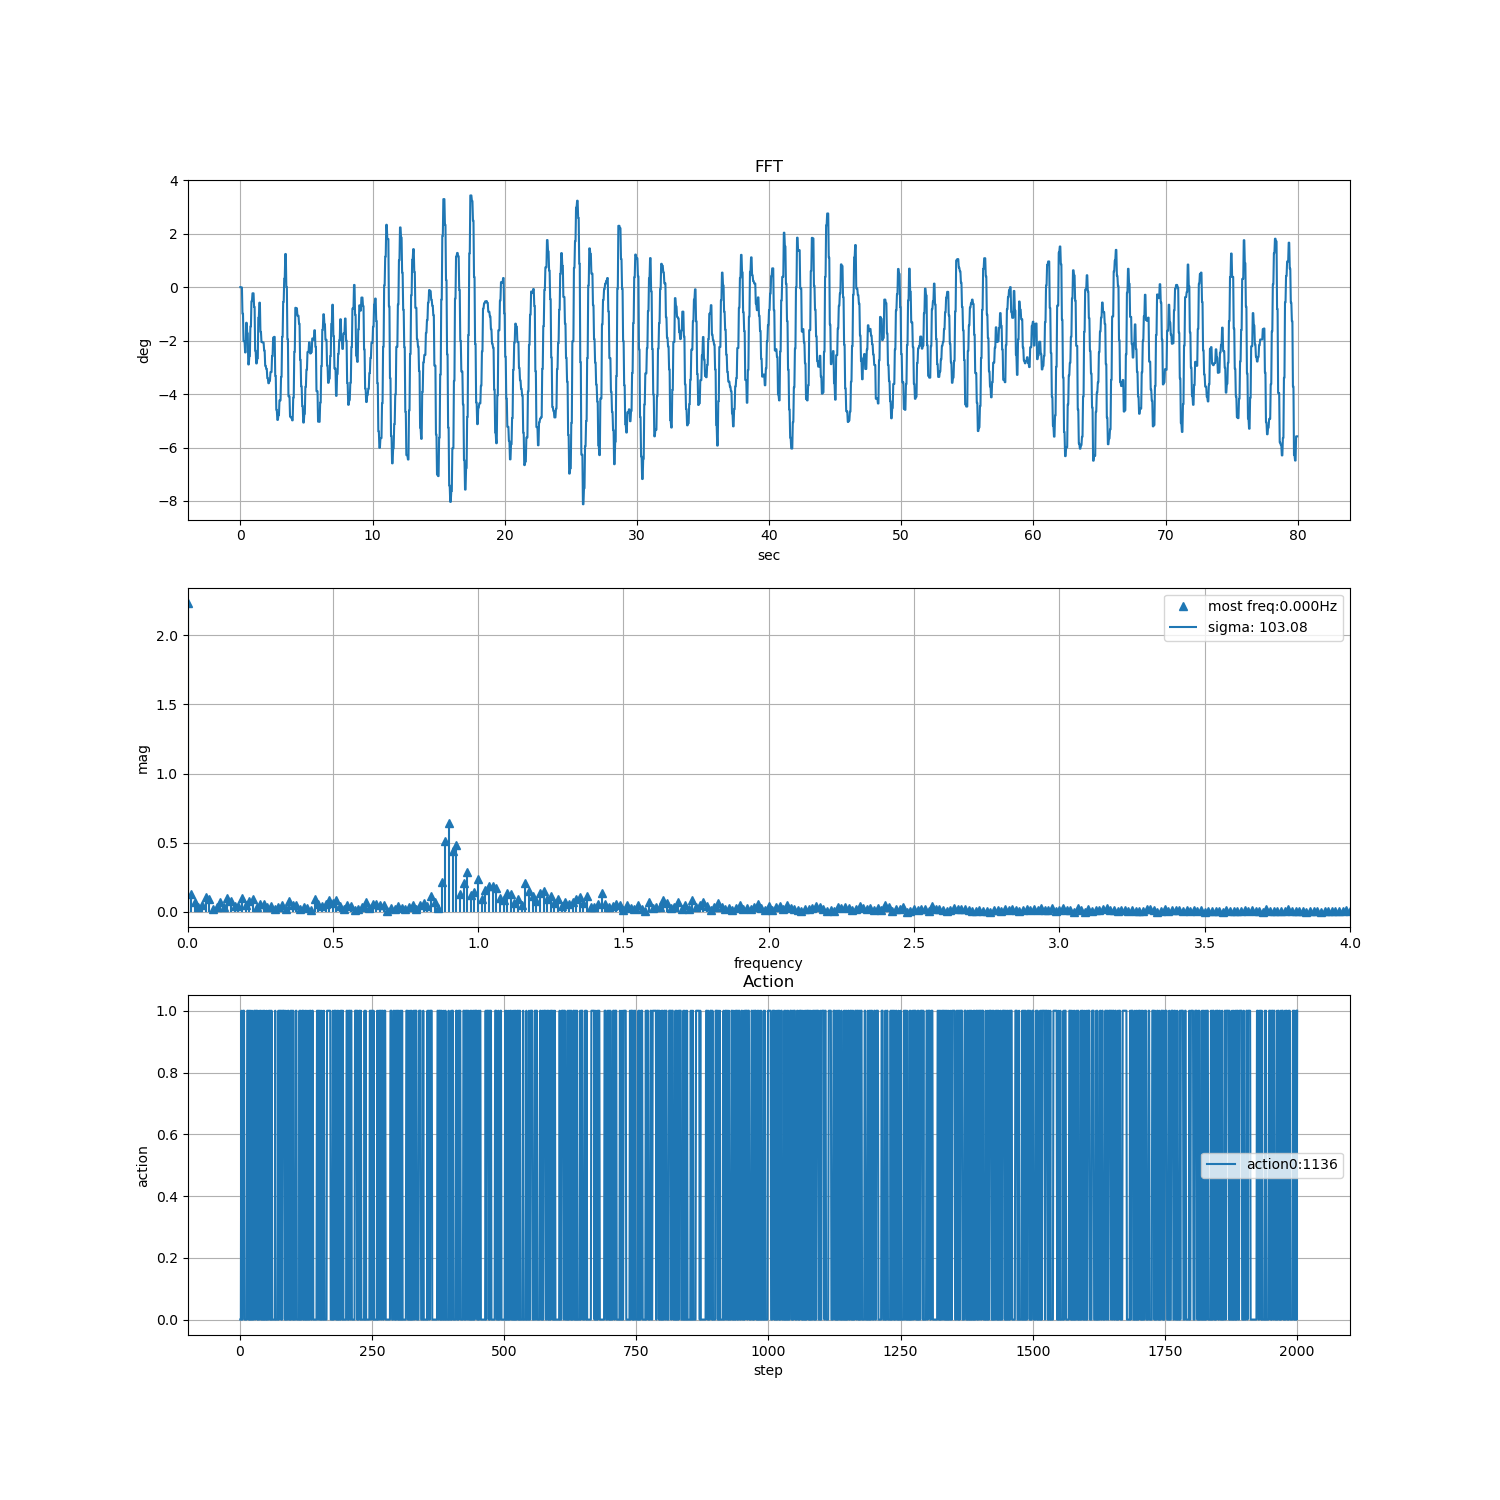 FFT
4
2
0
−2
−4
−6
−8
deg
0 10 20 30 40 50 60 70 80
sec
2.0
1.5
1.0
0.5
0.0
mag
most freq:0.000Hz
sigma: 103.08
0.0 0.5 1.0 1.5 2.0 2.5 3.0 3.5 4.0
frequency
Action
1.0
0.8
0.6
0.4
0.2
0.0
action
action0:1136
0 250 500 750 1000 1250 1500 1750 2000
step